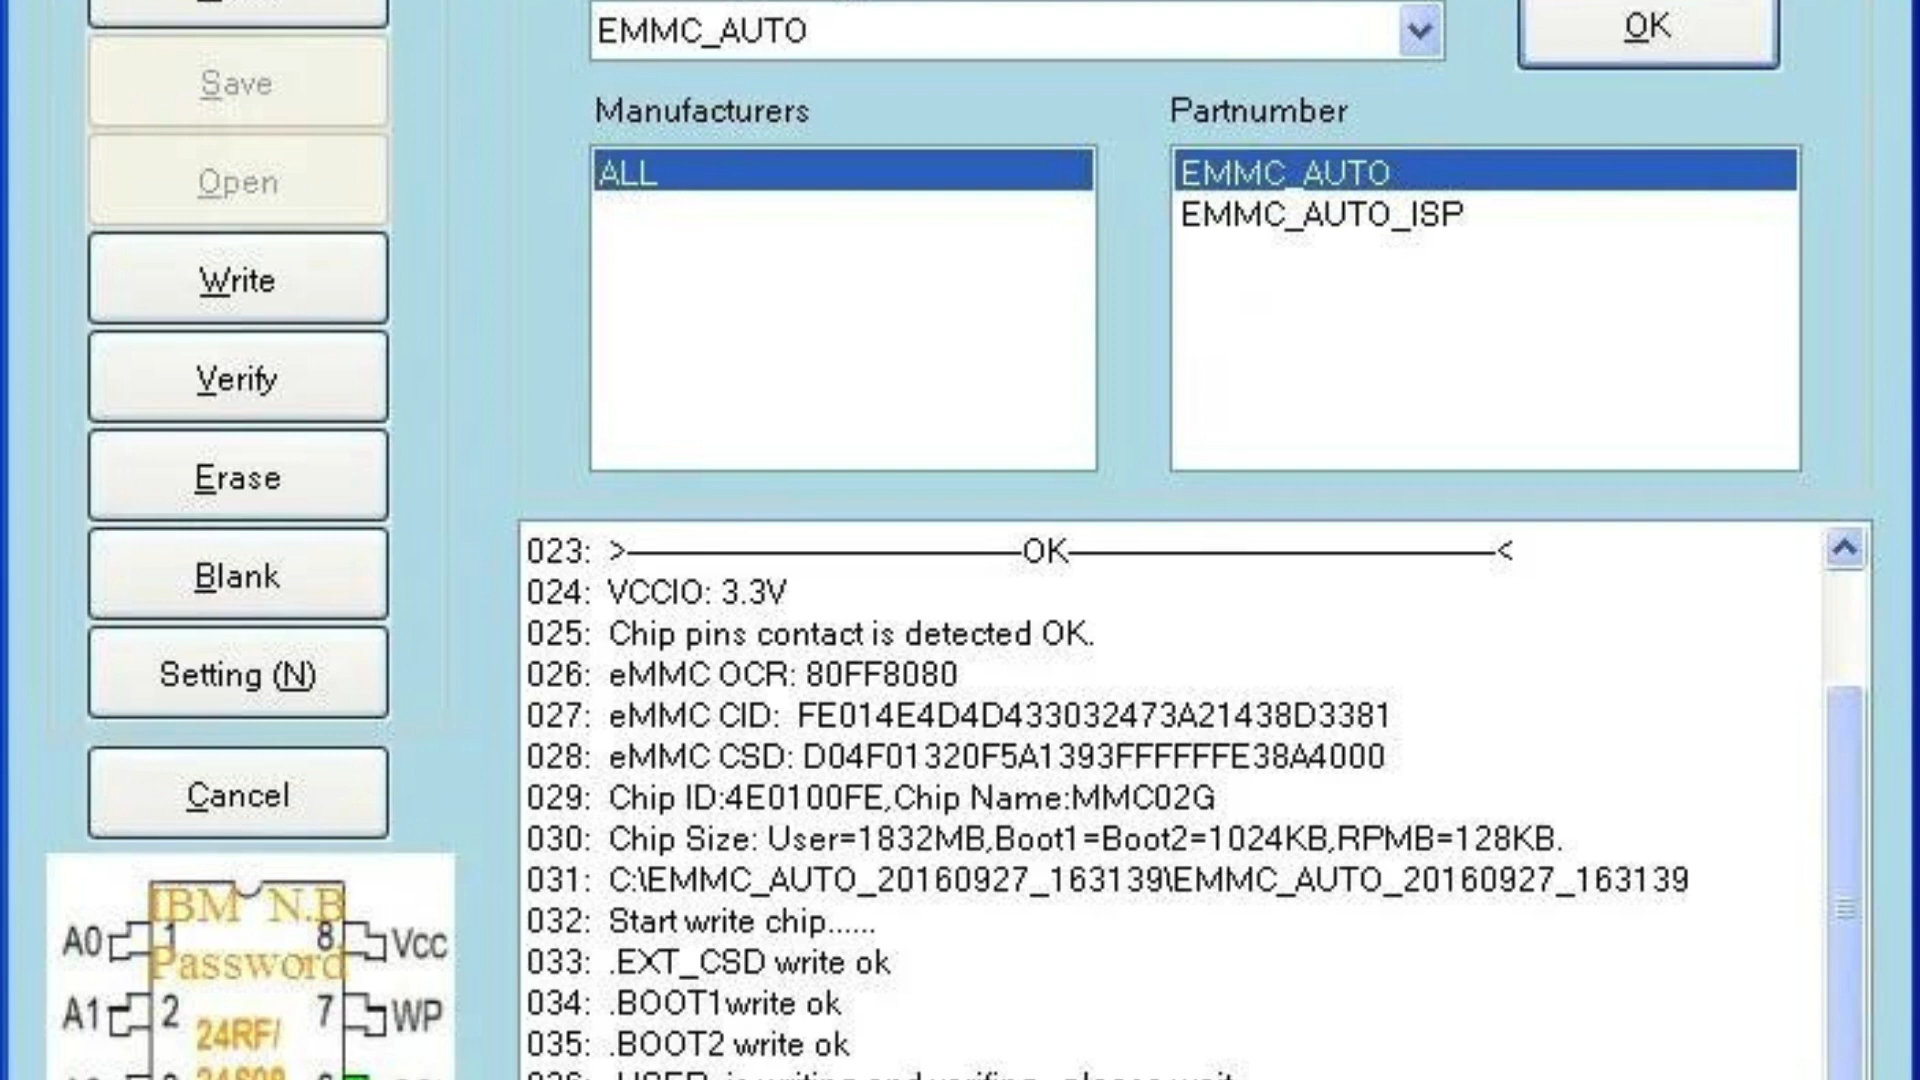 EMMC_AUTO
OK
Save
Manufacturers
Partnumber
ALL
EMMC_AUTO
EMMC_AUTO_ISP
Open
Write
Verify
Erase
Blank
Setting (N)
Cancel
023: >————————OK————————<
024: VCCIO: 3.3V
025: Chip pins contact is detected OK.
026: eMMC OCR: 80FF8080
027: eMMC CID: FE014E4D4D433032473A21438D3381
028: eMMC CSD: D04F01320F5A1393FFFFFFFE38A4000
029: Chip ID:4E0100FE,Chip Name:MMC02G
030: Chip Size: User=1832MB,Boot1=Boot2=1024KB,RPMB=128KB.
031: C:\EMMC_AUTO_20160927_163139\EMMC_AUTO_20160927_163139
032: Start write chip......
033: .EXT_CSD write ok
034: .BOOT1write ok
035: .BOOT2 write ok
IBM N.B
A0 1 8 Vcc
Password
A1 2 7 WP
24RF/